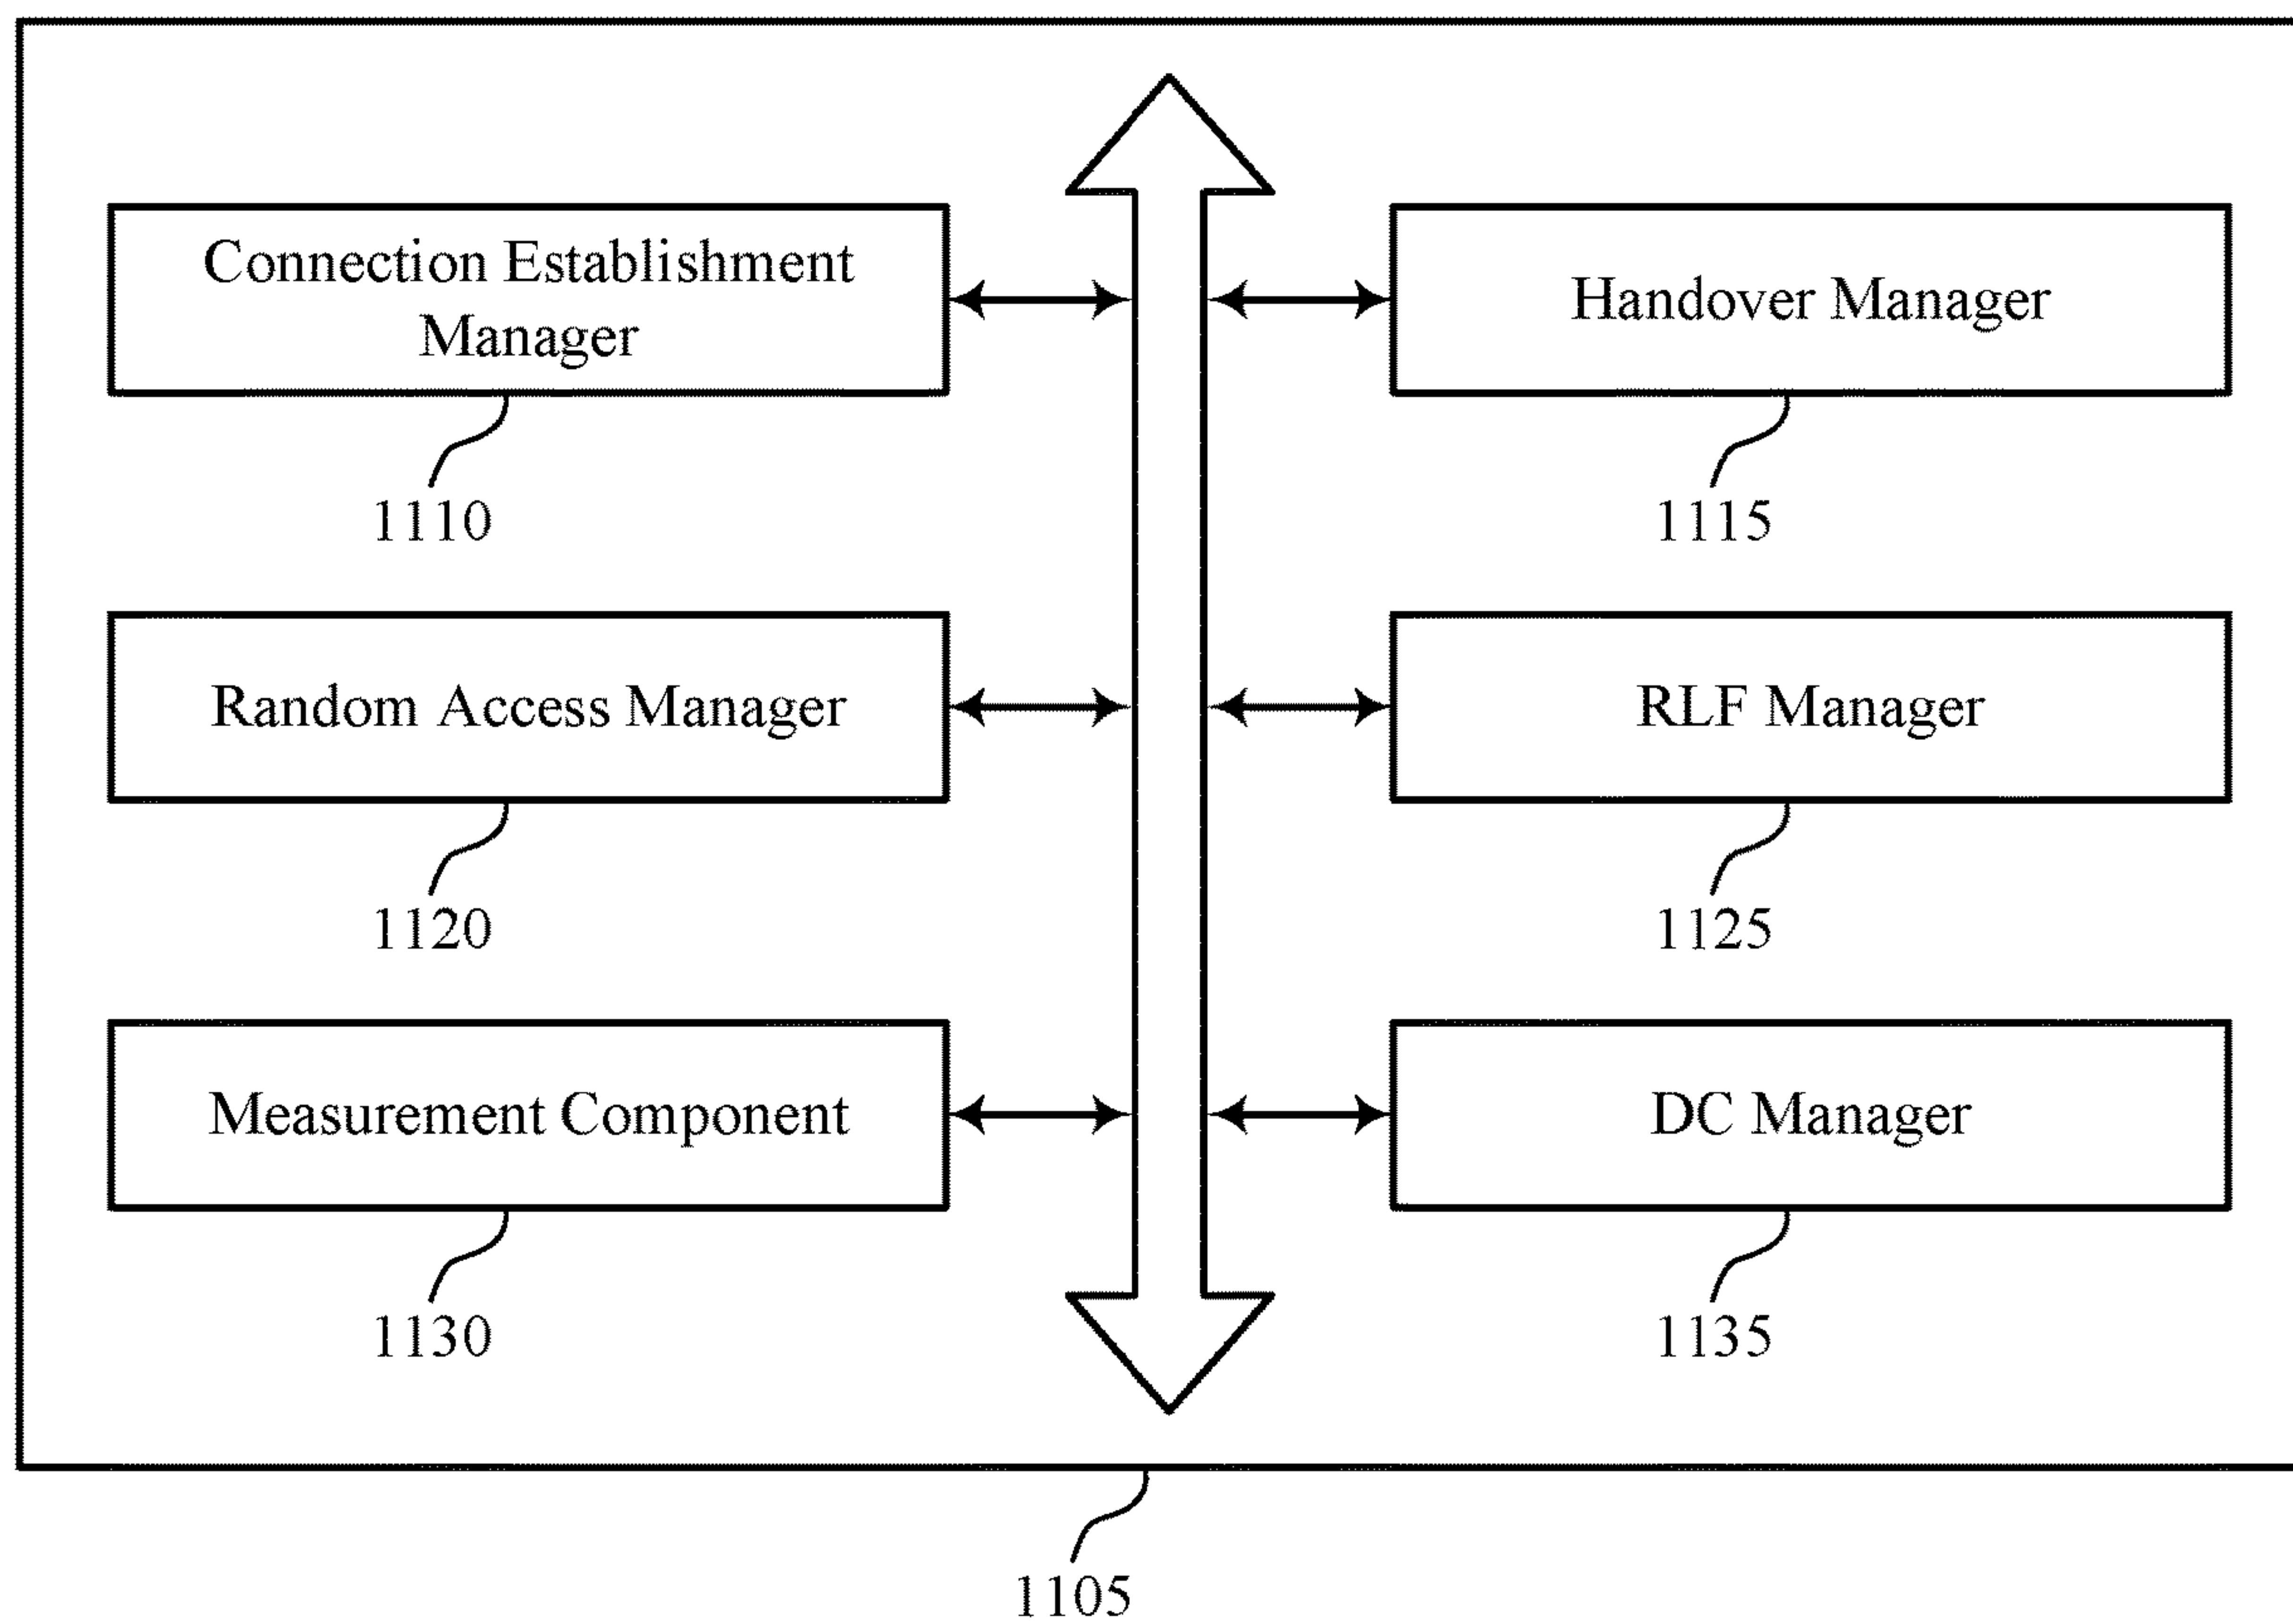 Connection Establishment
Manager
1110
Handover Manager
1115
Random Access Manager
1120
RLF Manager
1125
Measurement Component
1130
DC Manager
1135
1105